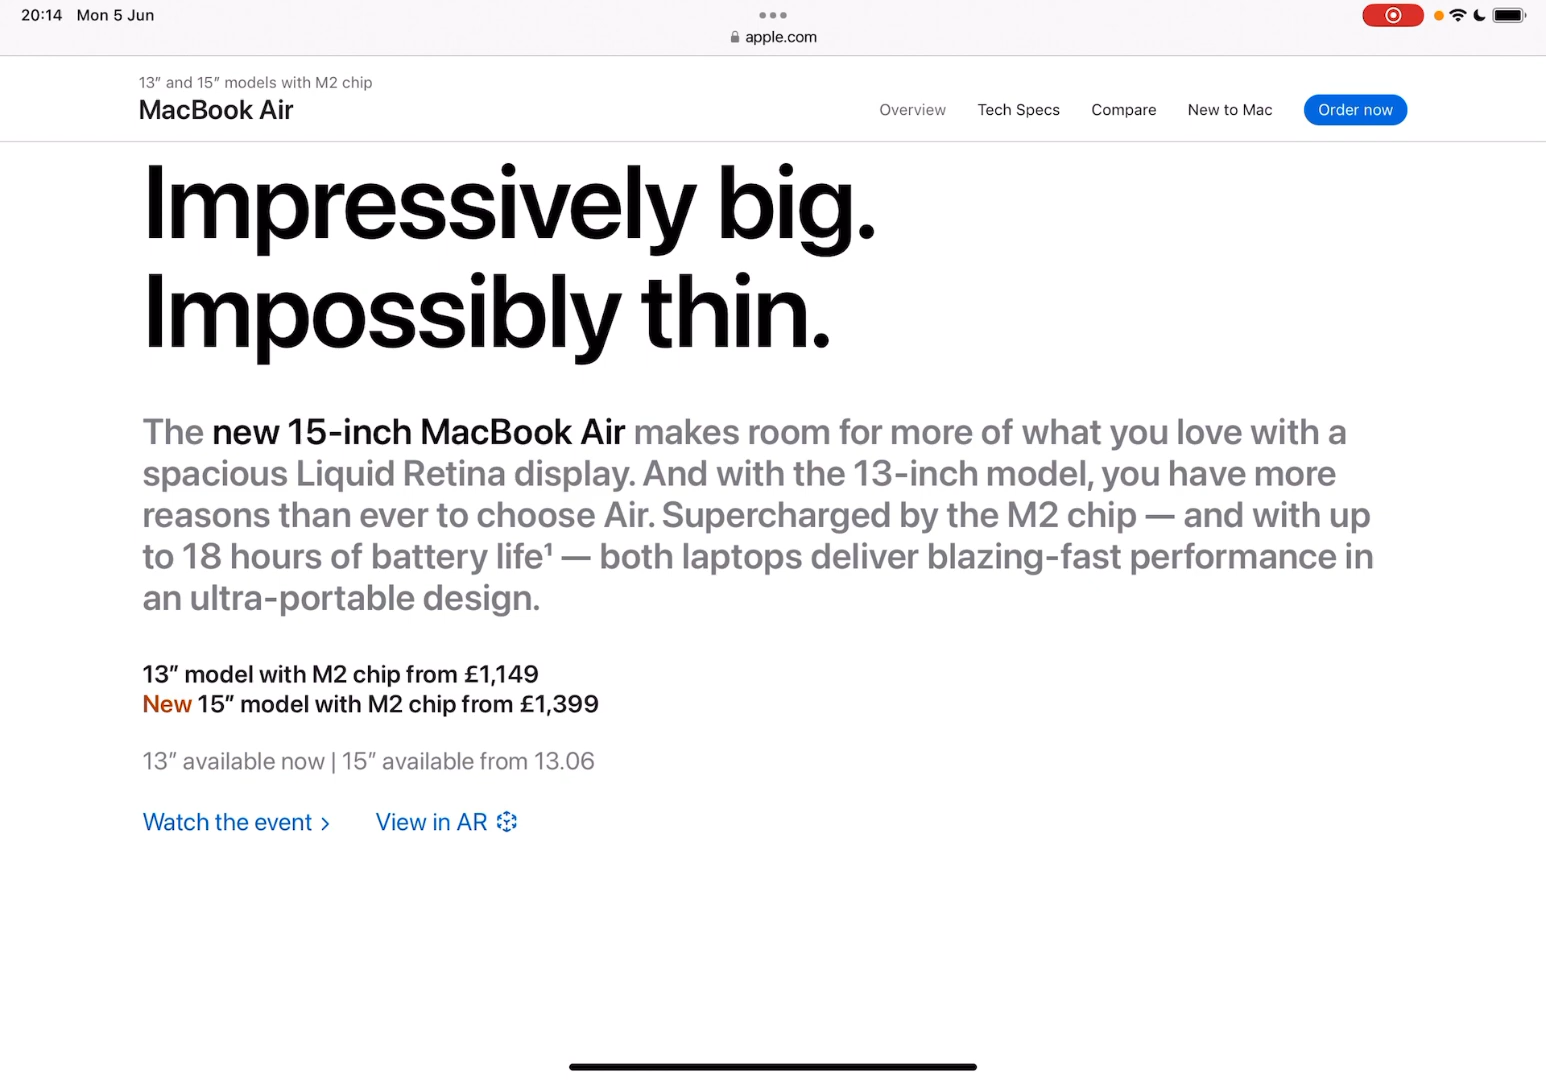 20:14 Mon 5 Jun
apple.com
13″ and 15″ models with M2 chip
MacBook Air
Overview Tech Specs Compare New to Mac Order now
Impressively big.
Impossibly thin.
The new 15-inch MacBook Air makes room for more of what you love with a
spacious Liquid Retina display. And with the 13-inch model, you have more
reasons than ever to choose Air. Supercharged by the M2 chip — and with up
to 18 hours of battery life¹ — both laptops deliver blazing-fast performance in
an ultra-portable design.
13″ model with M2 chip from £1,149
New 15″ model with M2 chip from £1,399
13″ available now | 15″ available from 13.06
Watch the event > View in AR